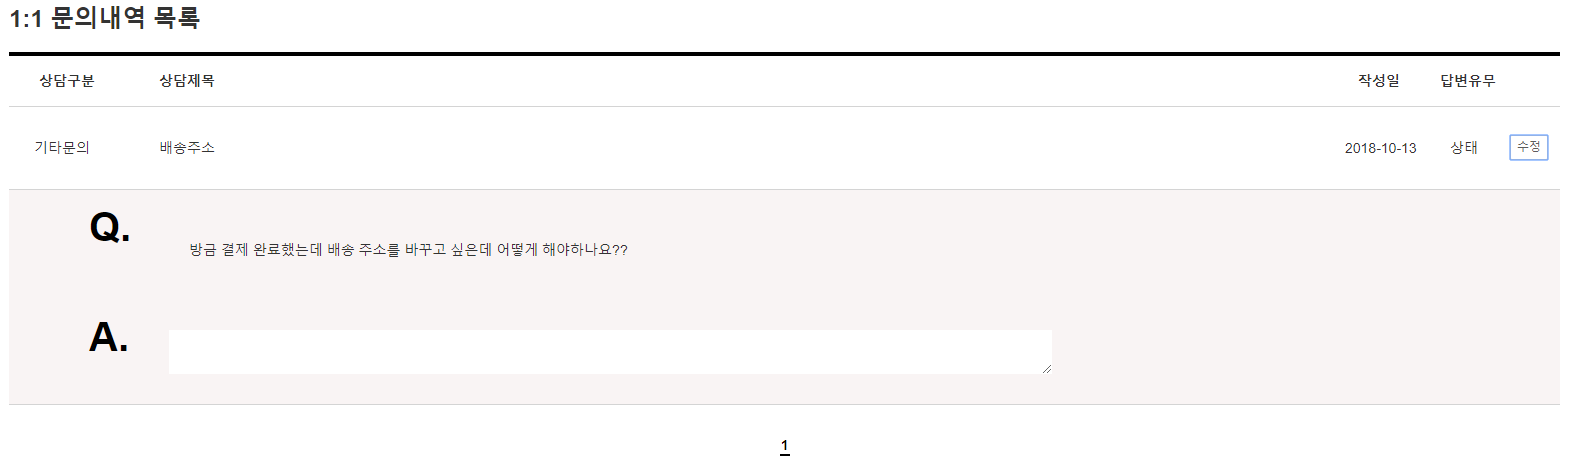 1:1 문의내역 목록
상담구분 상담제목 작성일 답변유무
기타문의 배송주소 2018-10-13 상태 수정
Q.
방금 결제 완료했는데 배송 주소를 바꾸고 싶은데 어떻게 해야하나요??
A.
1